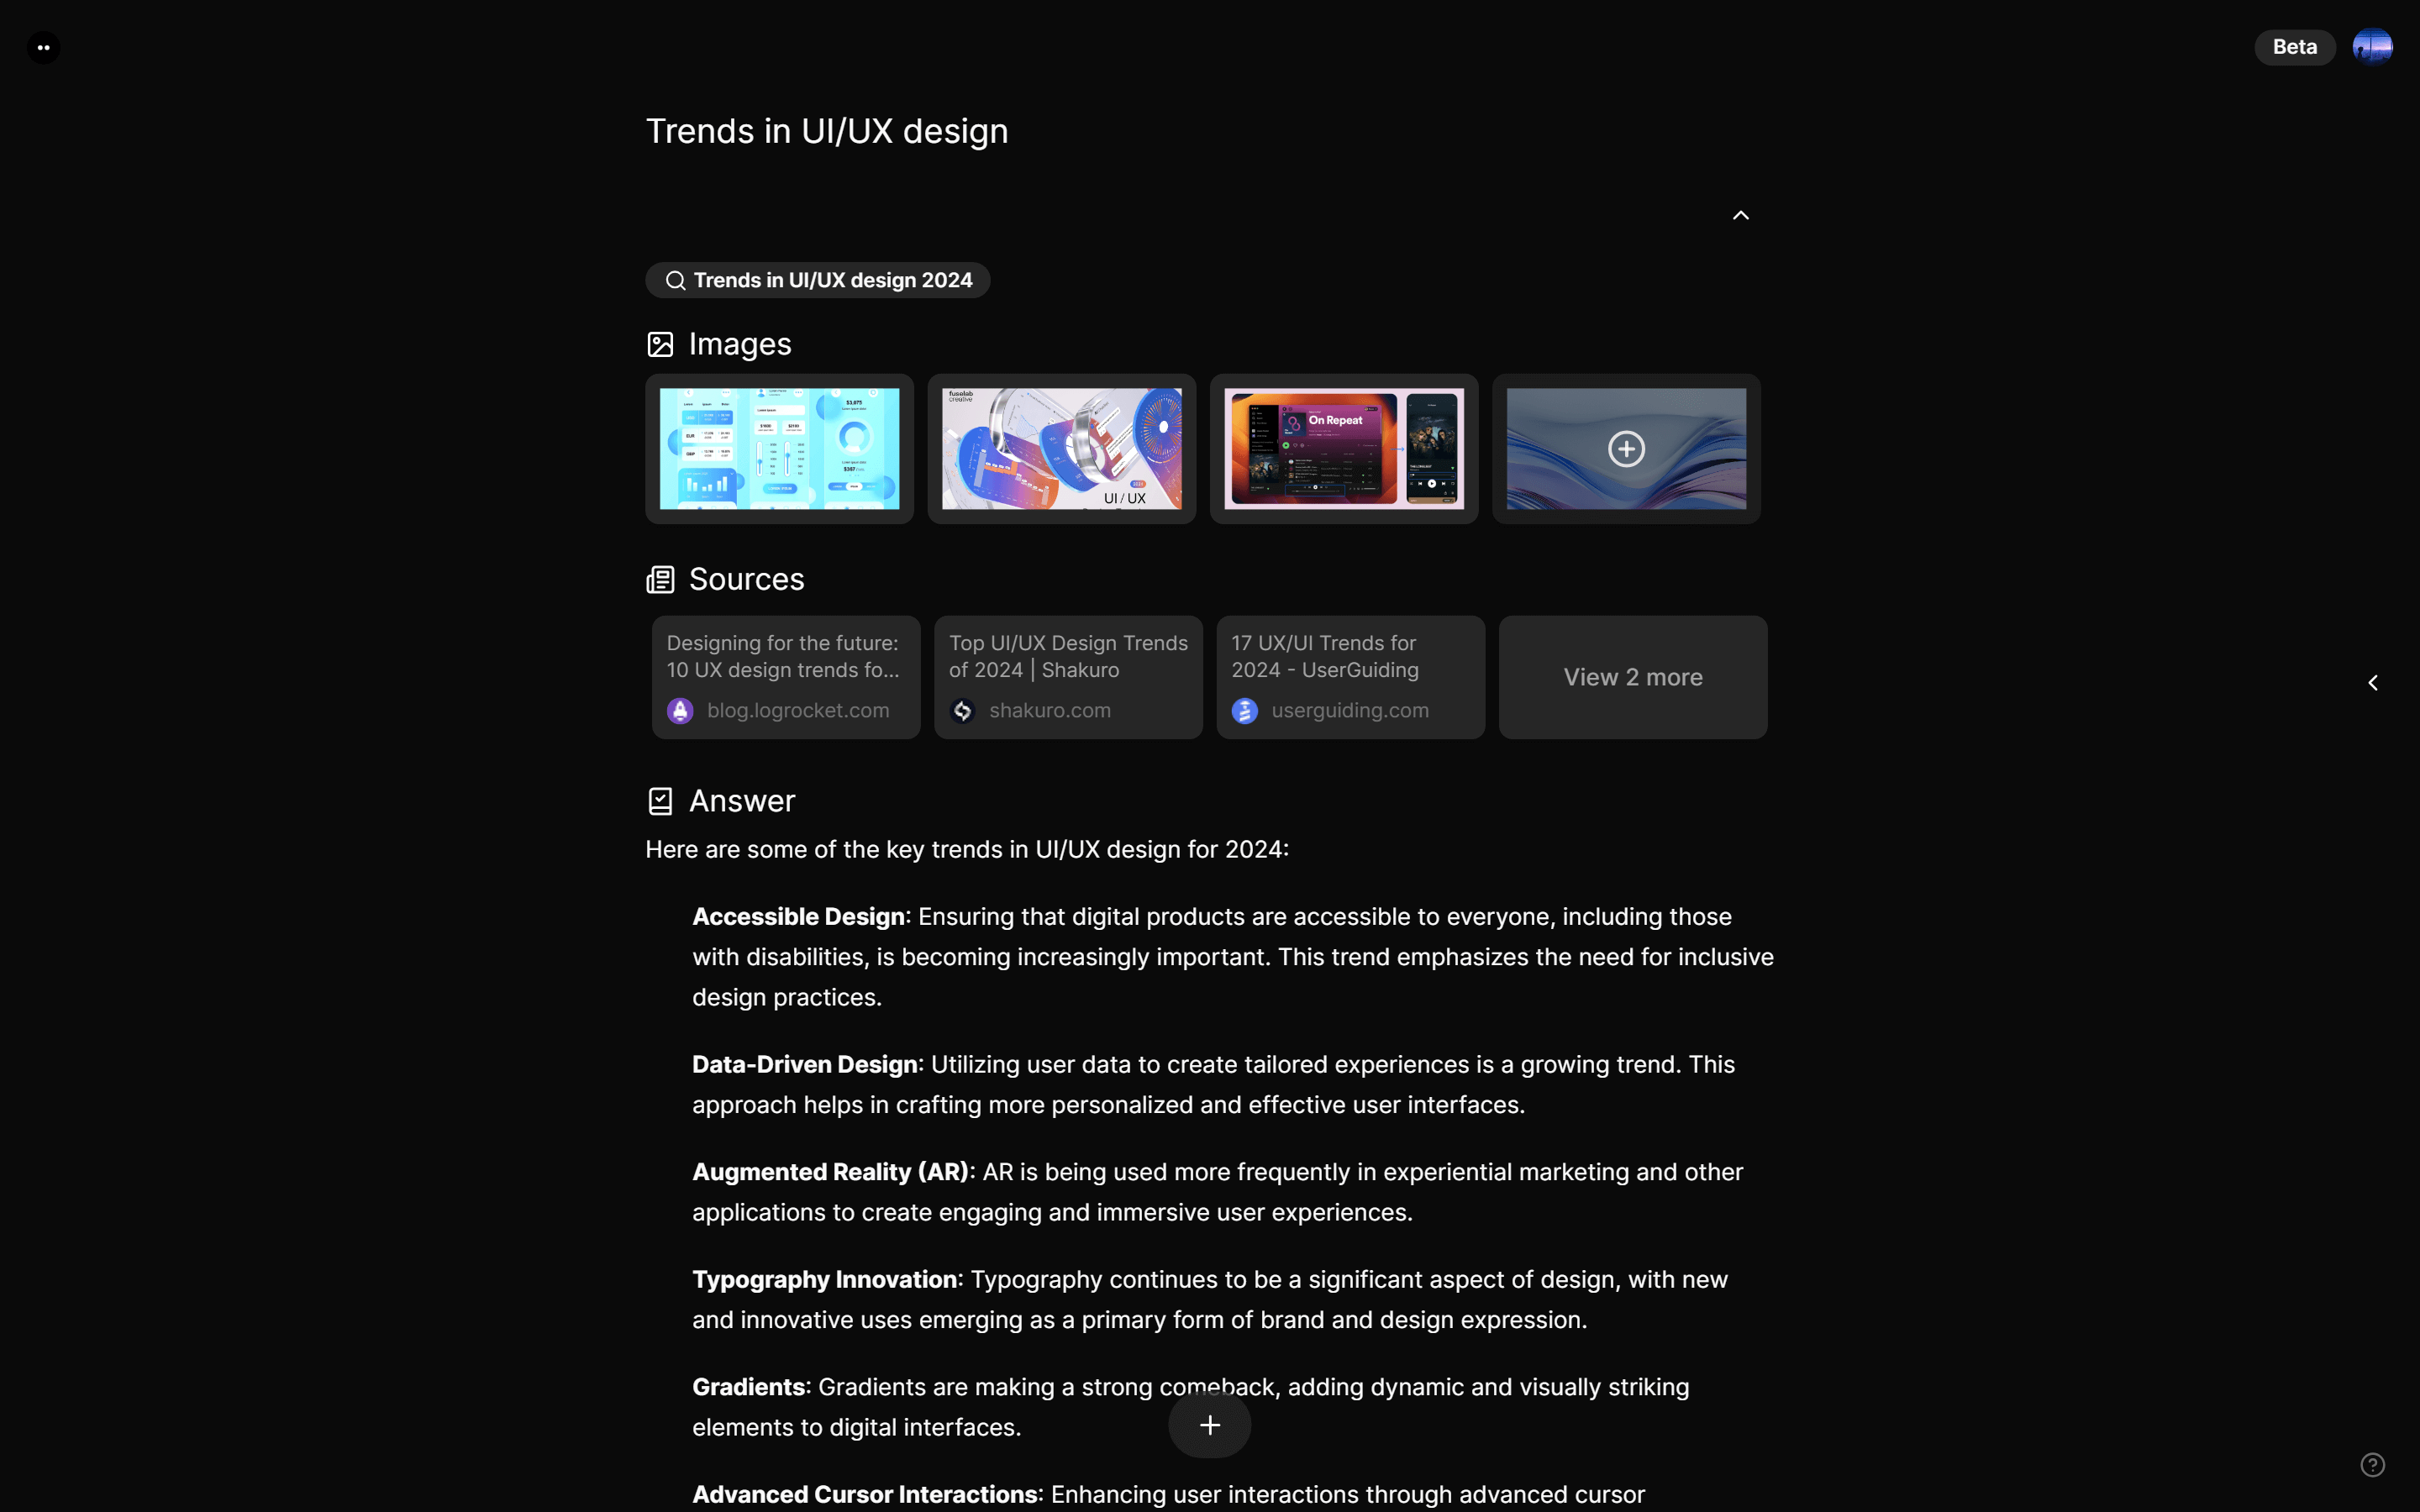 Beta
Trends in UI/UX design
Trends in UI/UX design 2024
Images
fuselab
creative
UI / UX
On Repeat
$3,675
Sources
Designing for the future:
10 UX design trends fo...
blog.logrocket.com
Top UI/UX Design Trends
of 2024 | Shakuro
shakuro.com
17 UX/UI Trends for
2024 - UserGuiding
userguiding.com
View 2 more
Answer
Here are some of the key trends in UI/UX design for 2024:
Accessible Design: Ensuring that digital products are accessible to everyone, including those
with disabilities, is becoming increasingly important. This trend emphasizes the need for inclusive
design practices.
Data-Driven Design: Utilizing user data to create tailored experiences is a growing trend. This
approach helps in crafting more personalized and effective user interfaces.
Augmented Reality (AR): AR is being used more frequently in experiential marketing and other
applications to create engaging and immersive user experiences.
Typography Innovation: Typography continues to be a significant aspect of design, with new
and innovative uses emerging as a primary form of brand and design expression.
Gradients: Gradients are making a strong comeback, adding dynamic and visually striking
elements to digital interfaces.
Advanced Cursor Interactions: Enhancing user interactions through advanced cursor